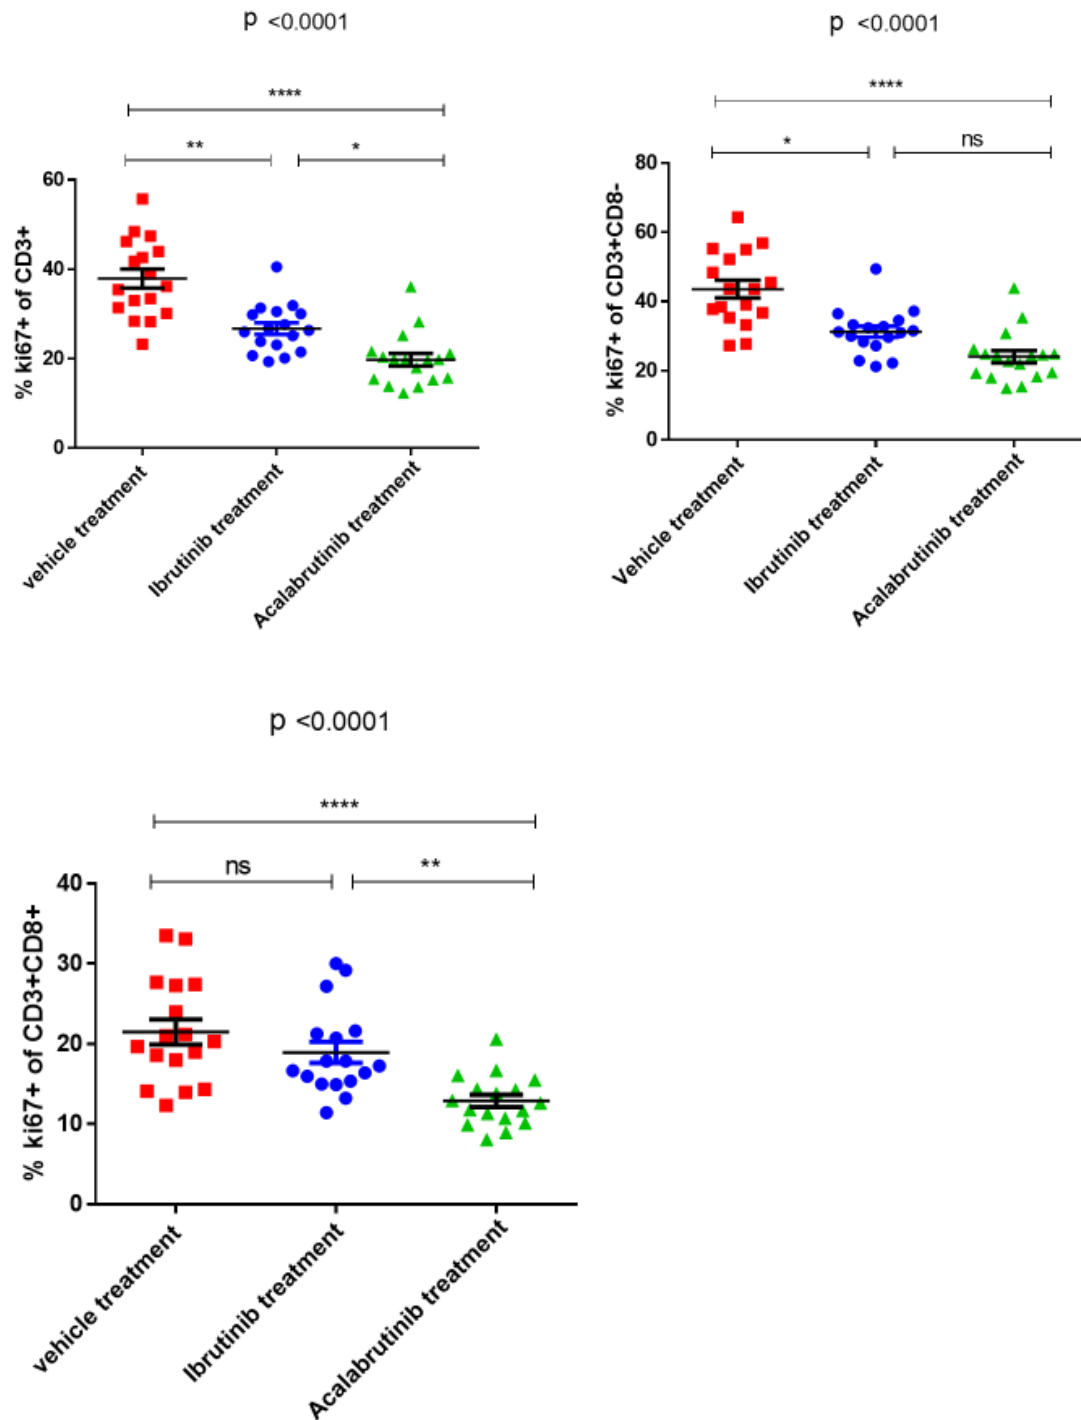 p <0.0001
****
**
*
% ki67+ of CD3+
60
40
20
0
vehicle treatment
Ibrutinib treatment
Acalabrutinib treatment
p <0.0001
****
*
ns
% ki67+ of CD3+CD8-
80
60
40
20
0
Vehicle treatment
Ibrutinib treatment
Acalabrutinib treatment
p <0.0001
****
ns
**
% ki67+ of CD3+CD8+
40
30
20
10
0
vehicle treatment
Ibrutinib treatment
Acalabrutinib treatment